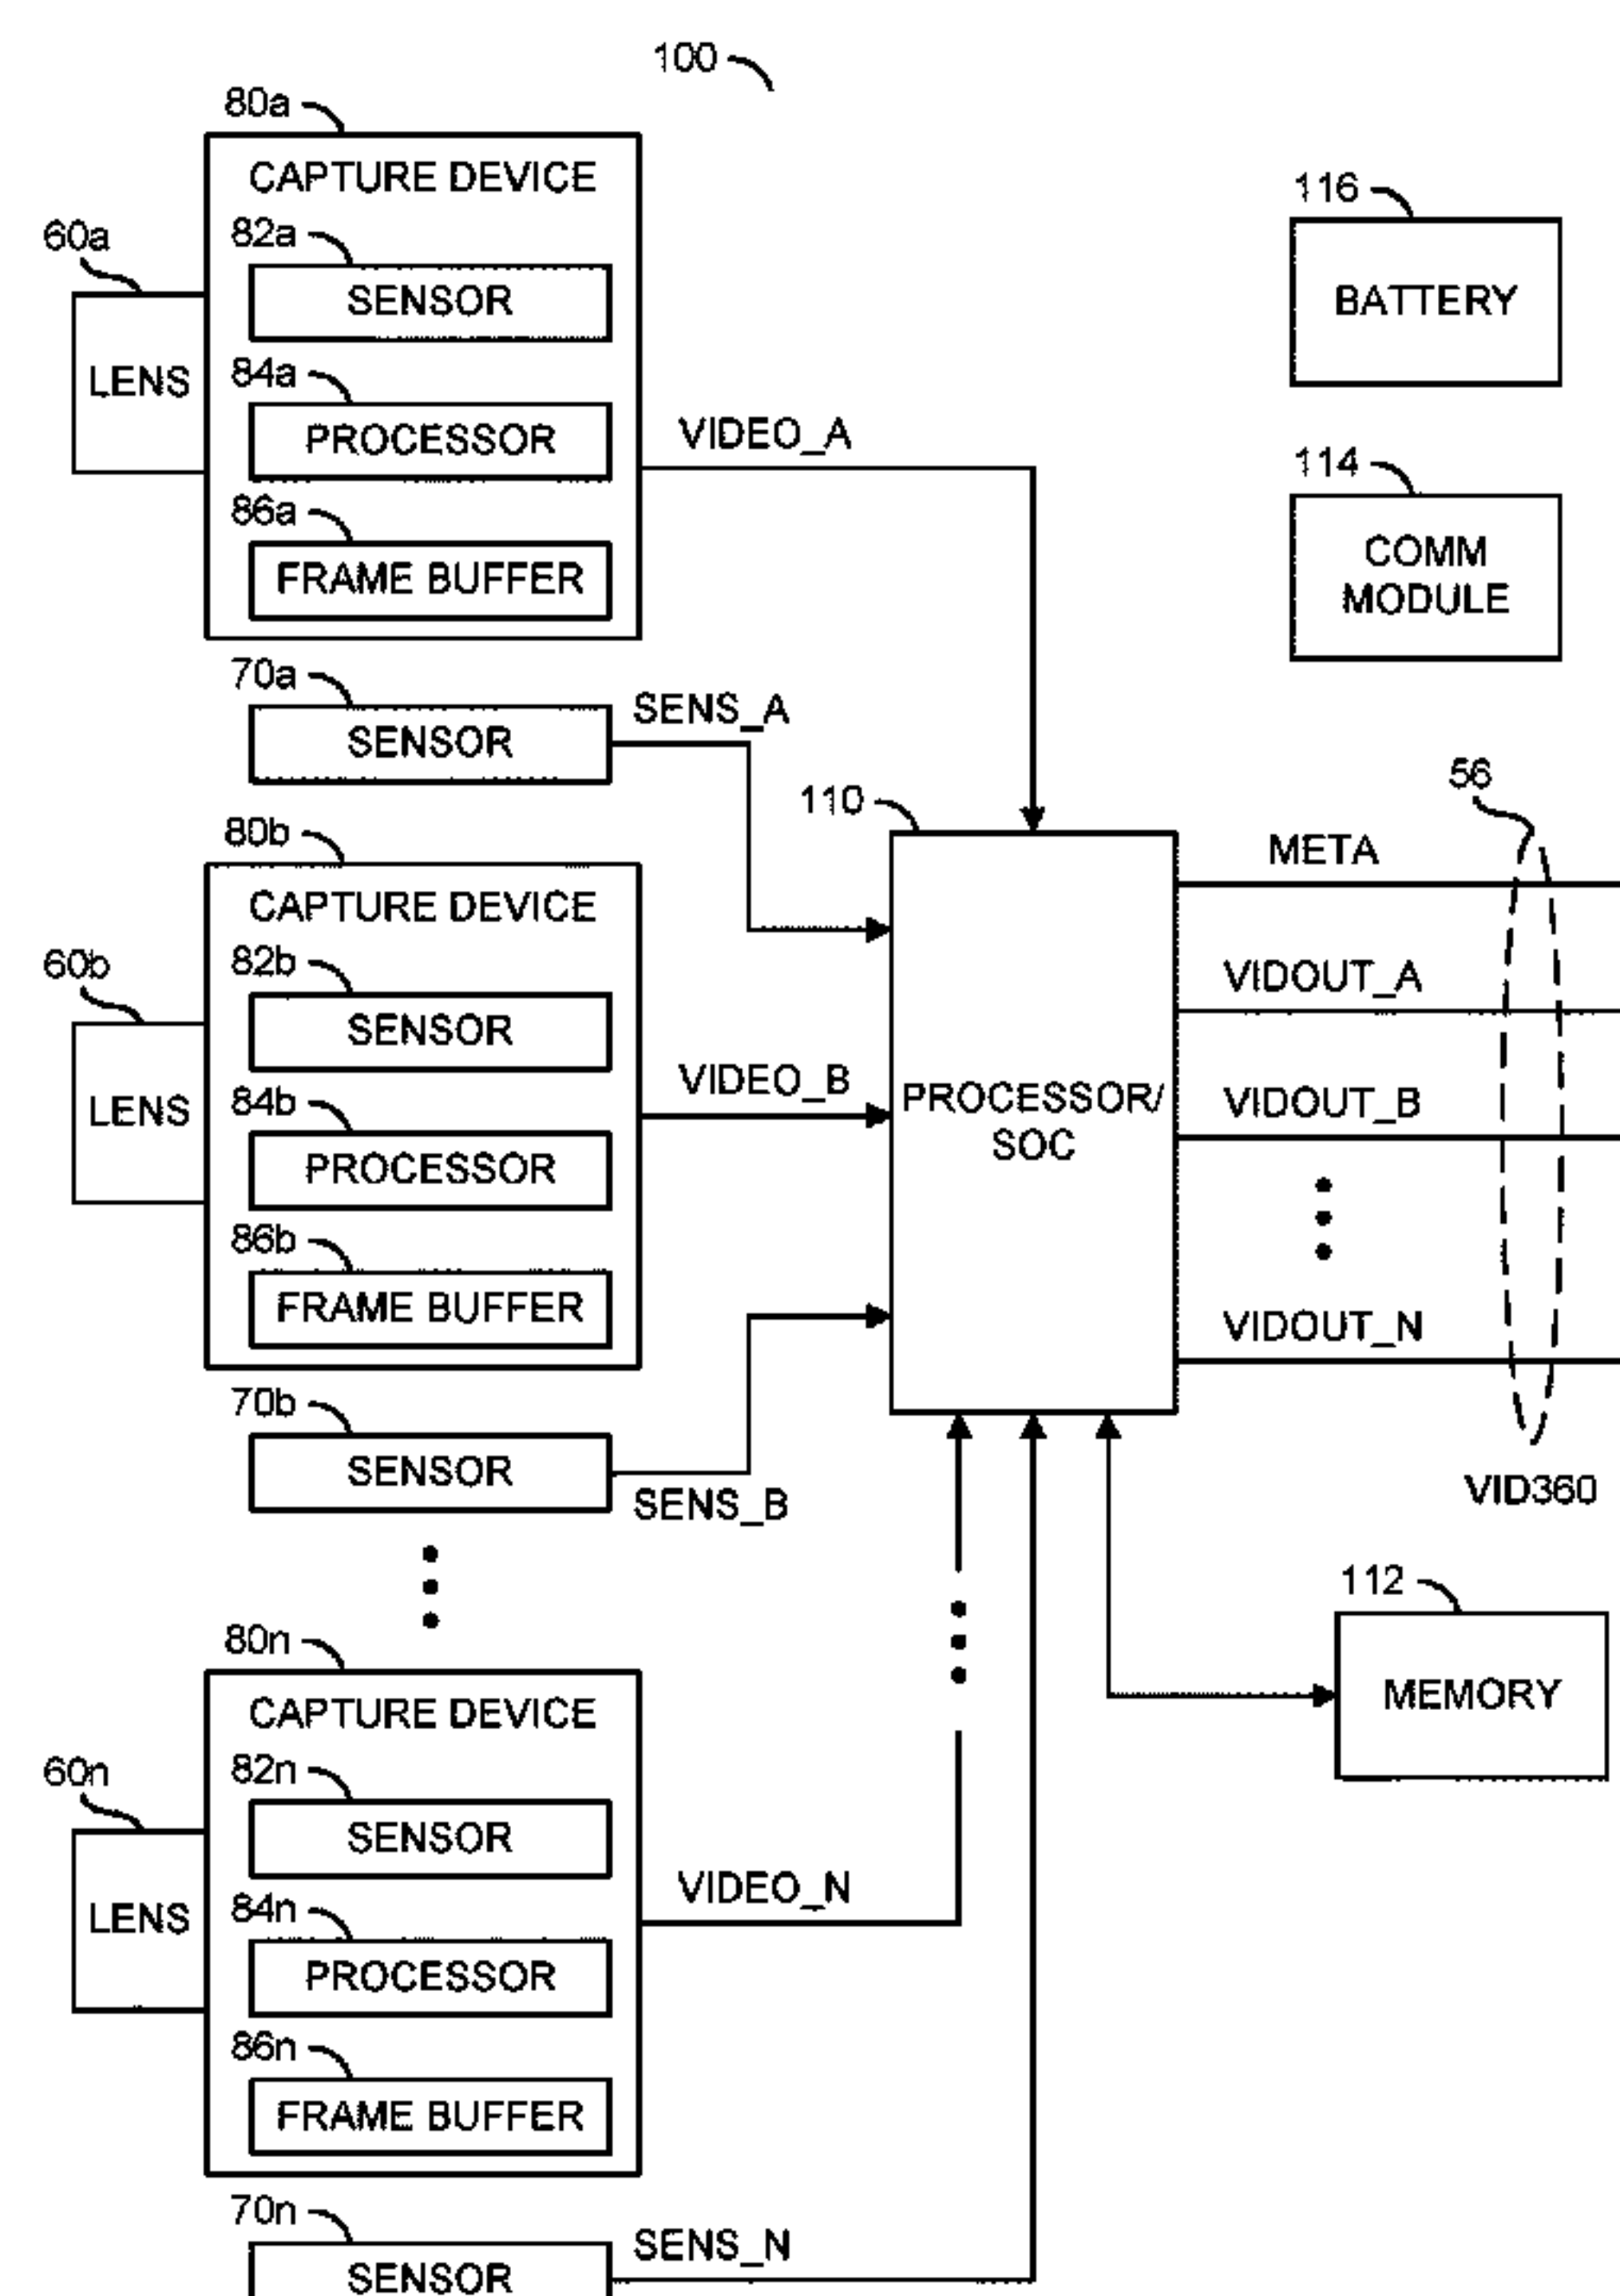 100
80a
CAPTURE DEVICE
82a
SENSOR
60a
LENS
84a
PROCESSOR
86a
FRAME BUFFER
VIDEO_A
116
BATTERY
114
COMM
MODULE
70a
SENSOR
SENS_A
80b
CAPTURE DEVICE
82b
SENSOR
60b
LENS
84b
PROCESSOR
86b
FRAME BUFFER
VIDEO_B
110
PROCESSOR/
SOC
56
META
VIDOUT_A
VIDOUT_B
VIDOUT_N
VID360
70b
SENSOR
SENS_B
112
MEMORY
80n
CAPTURE DEVICE
82n
SENSOR
60n
LENS
84n
PROCESSOR
86n
FRAME BUFFER
VIDEO_N
70n
SENSOR
SENS_N